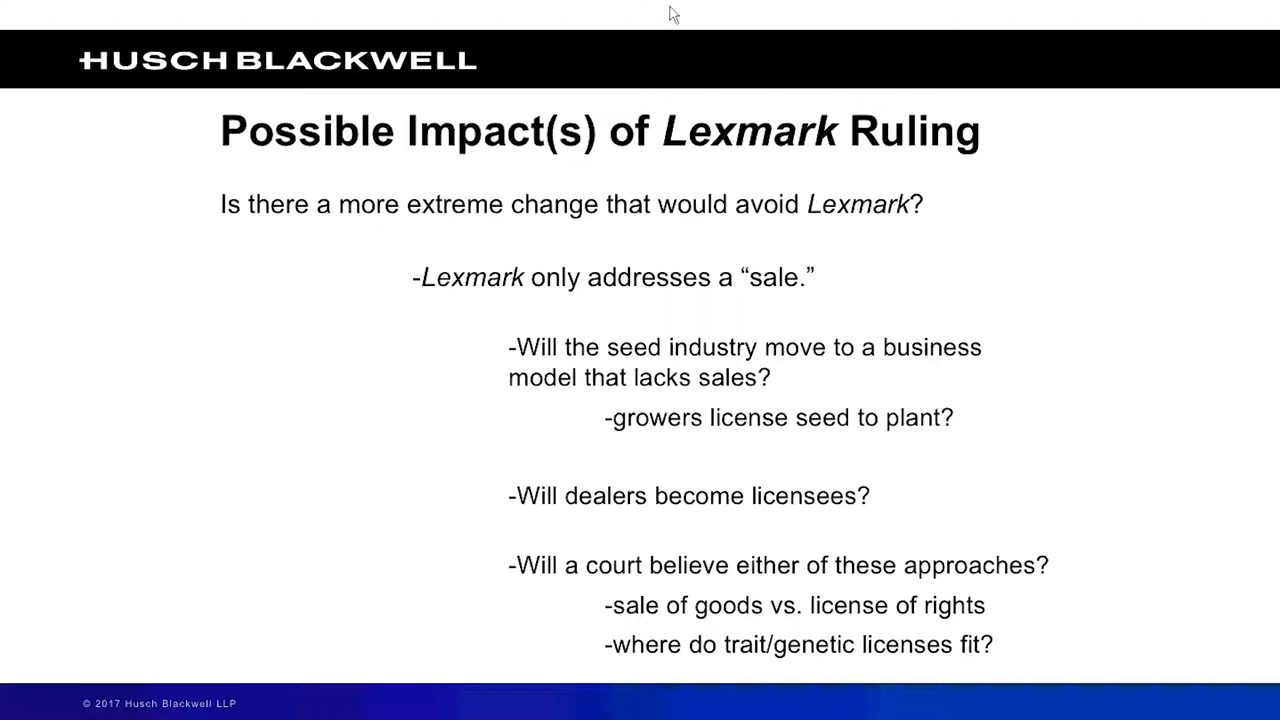 HUSCH BLACKWELL
Possible Impact(s) of Lexmark Ruling
Is there a more extreme change that would avoid Lexmark?
-Lexmark only addresses a “sale.”
-Will the seed industry move to a business
model that lacks sales?
-growers license seed to plant?
-Will dealers become licensees?
-Will a court believe either of these approaches?
-sale of goods vs. license of rights
-where do trait/genetic licenses fit?
© 2017 Husch Blackwell LLP